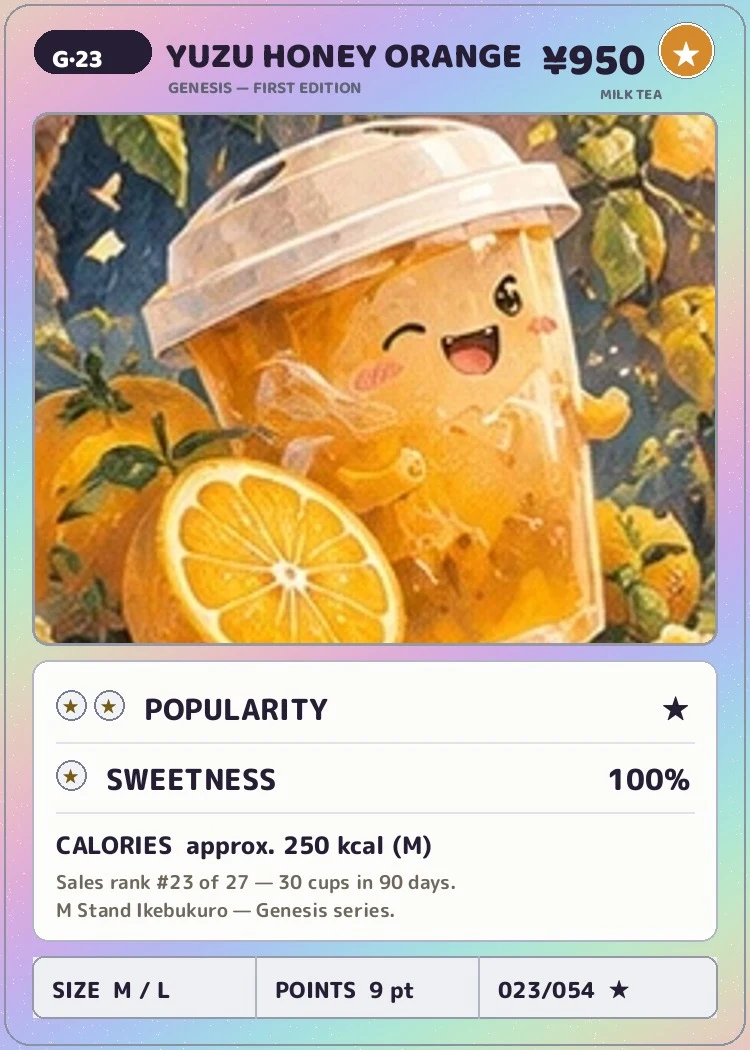 G·23 YUZU HONEY ORANGE ¥950 ★
GENESIS — FIRST EDITION
MILK TEA
★ ★ POPULARITY ★
★ SWEETNESS 100%
CALORIES approx. 250 kcal (M)
Sales rank #23 of 27 — 30 cups in 90 days.
M Stand Ikebukuro — Genesis series.
SIZE M / L POINTS 9 pt 023/054 ★